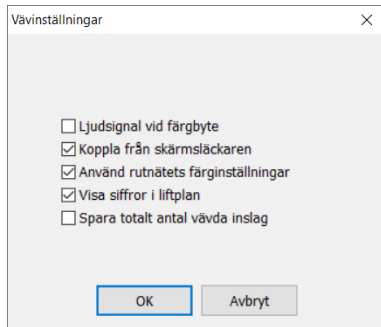 Vävinställningar
Ljudsignal vid färgbyte
Koppla från skärmsläckaren
Använd rutnätets färginställningar
Visa siffror i liftplan
Spara totalt antal vävda inslag
OK Avbryt